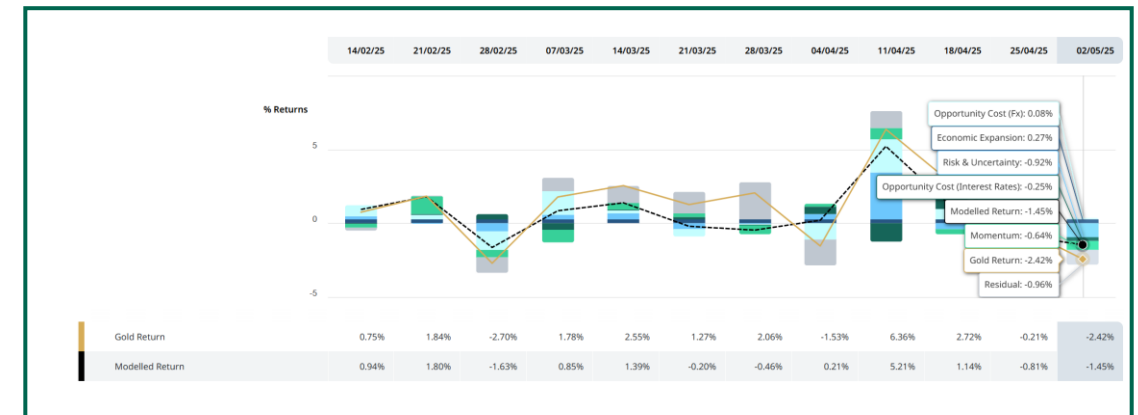 14/02/25 21/02/25 28/02/25 07/03/25 14/03/25 21/03/25 28/03/25 04/04/25 11/04/25 18/04/25 25/04/25 02/05/25
% Returns
5
0
-5
Opportunity Cost (Fx): 0.08%
Economic Expansion: 0.27%
Risk & Uncertainty: -0.92%
Opportunity Cost (Interest Rates): -0.25%
Modelled Return: -1.45%
Momentum: -0.64%
Gold Return: -2.42%
Residual: -0.96%
Gold Return 0.75% 1.84% -2.70% 1.78% 2.55% 1.27% 2.06% -1.53% 6.36% 2.72% -0.21% -2.42%
Modelled Return 0.94% 1.80% -1.63% 0.85% 1.39% -0.20% -0.46% 0.21% 5.21% 1.14% -0.81% -1.45%